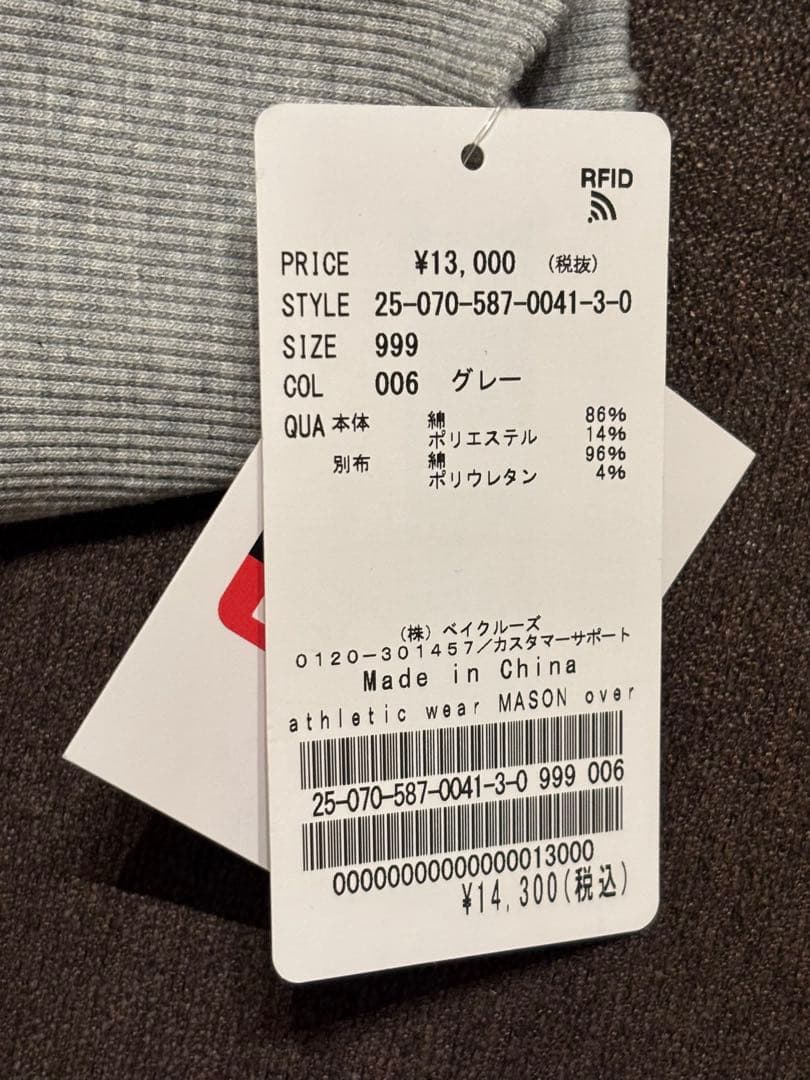 RFID
PRICE ¥13,000 (税抜)
STYLE 25-070-587-0041-3-0
SIZE 999
COL 006 グレー
QUA 本体 綿 86%
ポリエステル 14%
別布 綿 96%
ポリウレタン 4%
(株) ベイクルーズ
0120-301457/カスタマーサポート
Made in China
athletic wear MASON over
25-070-587-0041-3-0 999 006
00000000000000013000
¥14,300(税込)